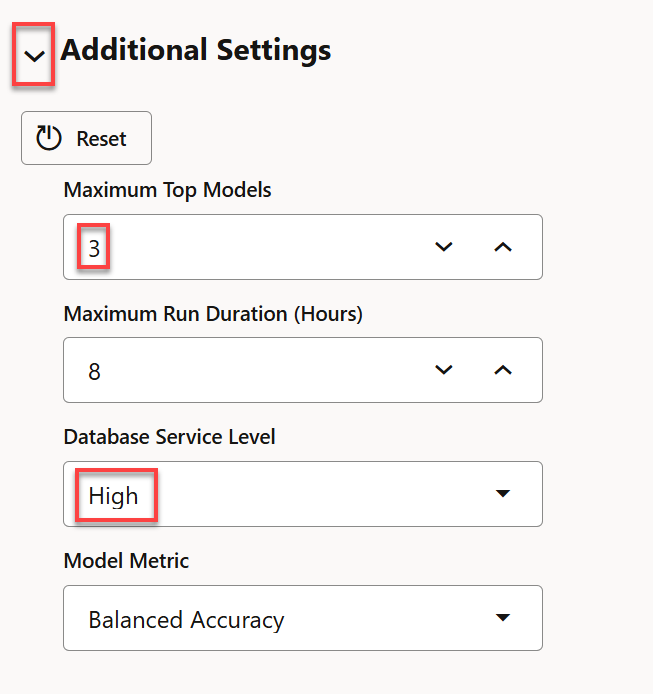 Additional Settings
Reset
Maximum Top Models
3
Maximum Run Duration (Hours)
8
Database Service Level
High
Model Metric
Balanced Accuracy